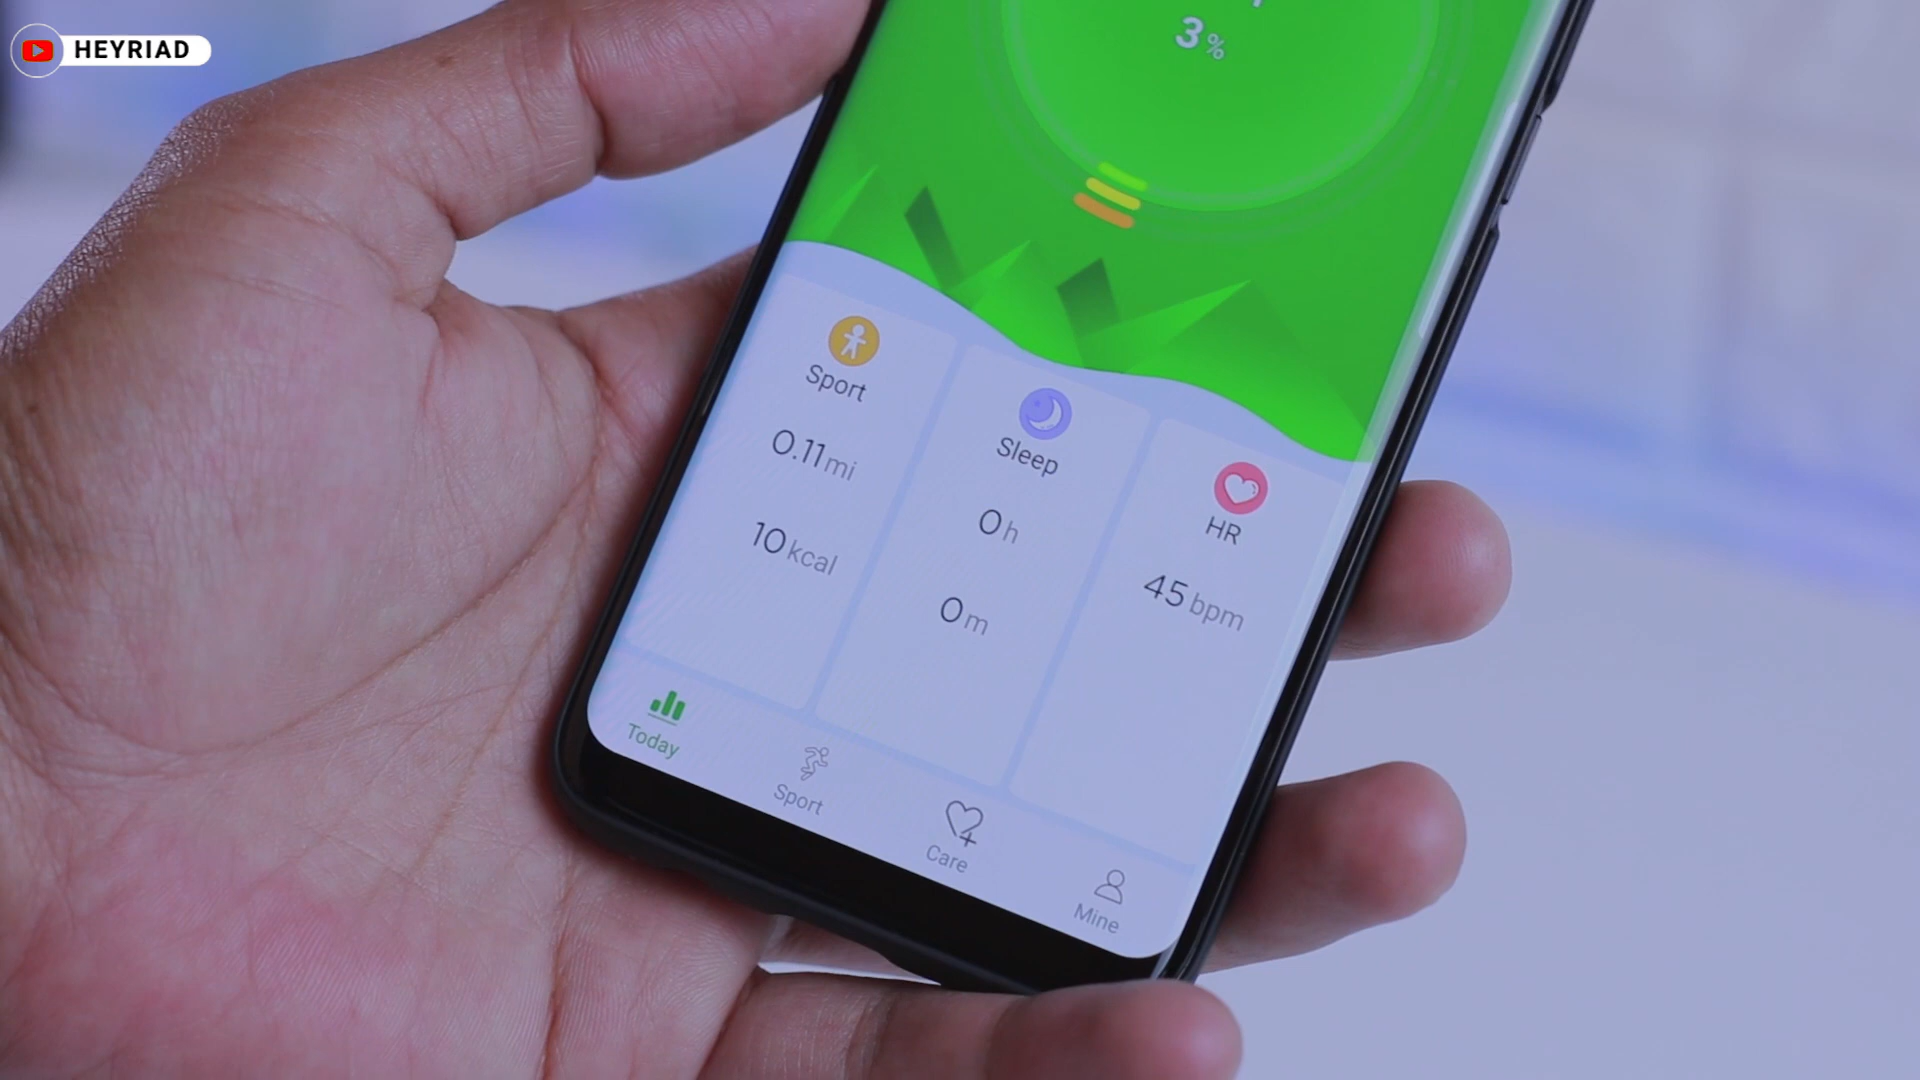 HEYRIAD
3%
Sport
0.11mi
10kcal
Sleep
0h
0m
HR
45bpm
Today
Sport
Care
Mine